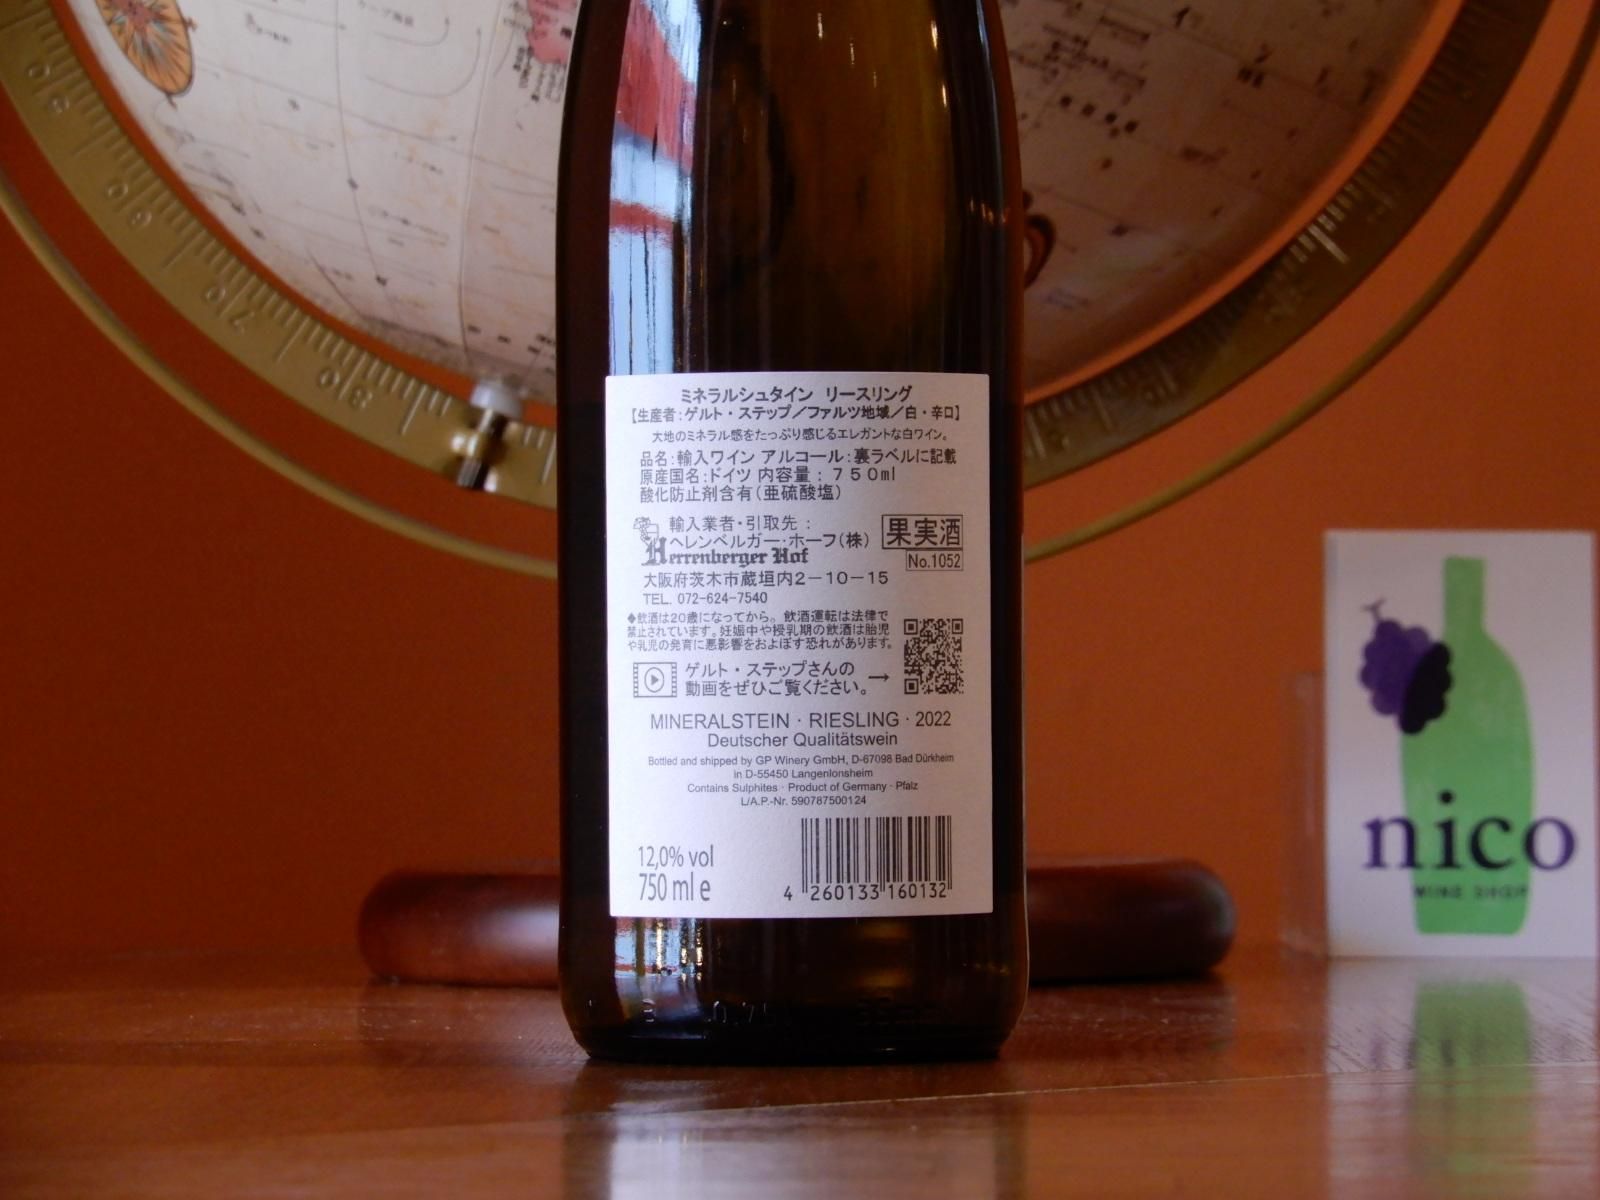 ミネラルシュタイン リースリング
【生産者：ゲルト・ステップ／ファルツ地域／白・辛口】
大地のミネラル感をたっぷり感じるエレガントな白ワイン。
品名：輸入ワイン アルコール：裏ラベルに記載
原産国名：ドイツ 内容量：７５０ml
酸化防止剤含有（亜硫酸塩）
輸入業者・引取先：
ヘレンベルガー・ホーフ（株）
Herrenberger Hof
果実酒
No.1052
大阪府茨木市蔵垣内2－10－15
TEL. 072-624-7540
◆飲酒は20歳になってから。飲酒運転は法律で
禁止されています。妊娠中や授乳期の飲酒は胎児
や乳児の発育に悪影響をおよぼす恐れがあります。
ゲルト・ステップさんの
動画をぜひご覧ください。→
MINERALSTEIN · RIESLING · 2022
Deutscher Qualitätswein
Bottled and shipped by GP Winery GmbH, D-67098 Bad Dürkheim
in D-55450 Langenlonsheim
Contains Sulphites · Product of Germany · Pfalz
L/A.P.-Nr. 590787500124
12,0% vol
750 ml e
4 260133 160132
nico
WINE SHOP